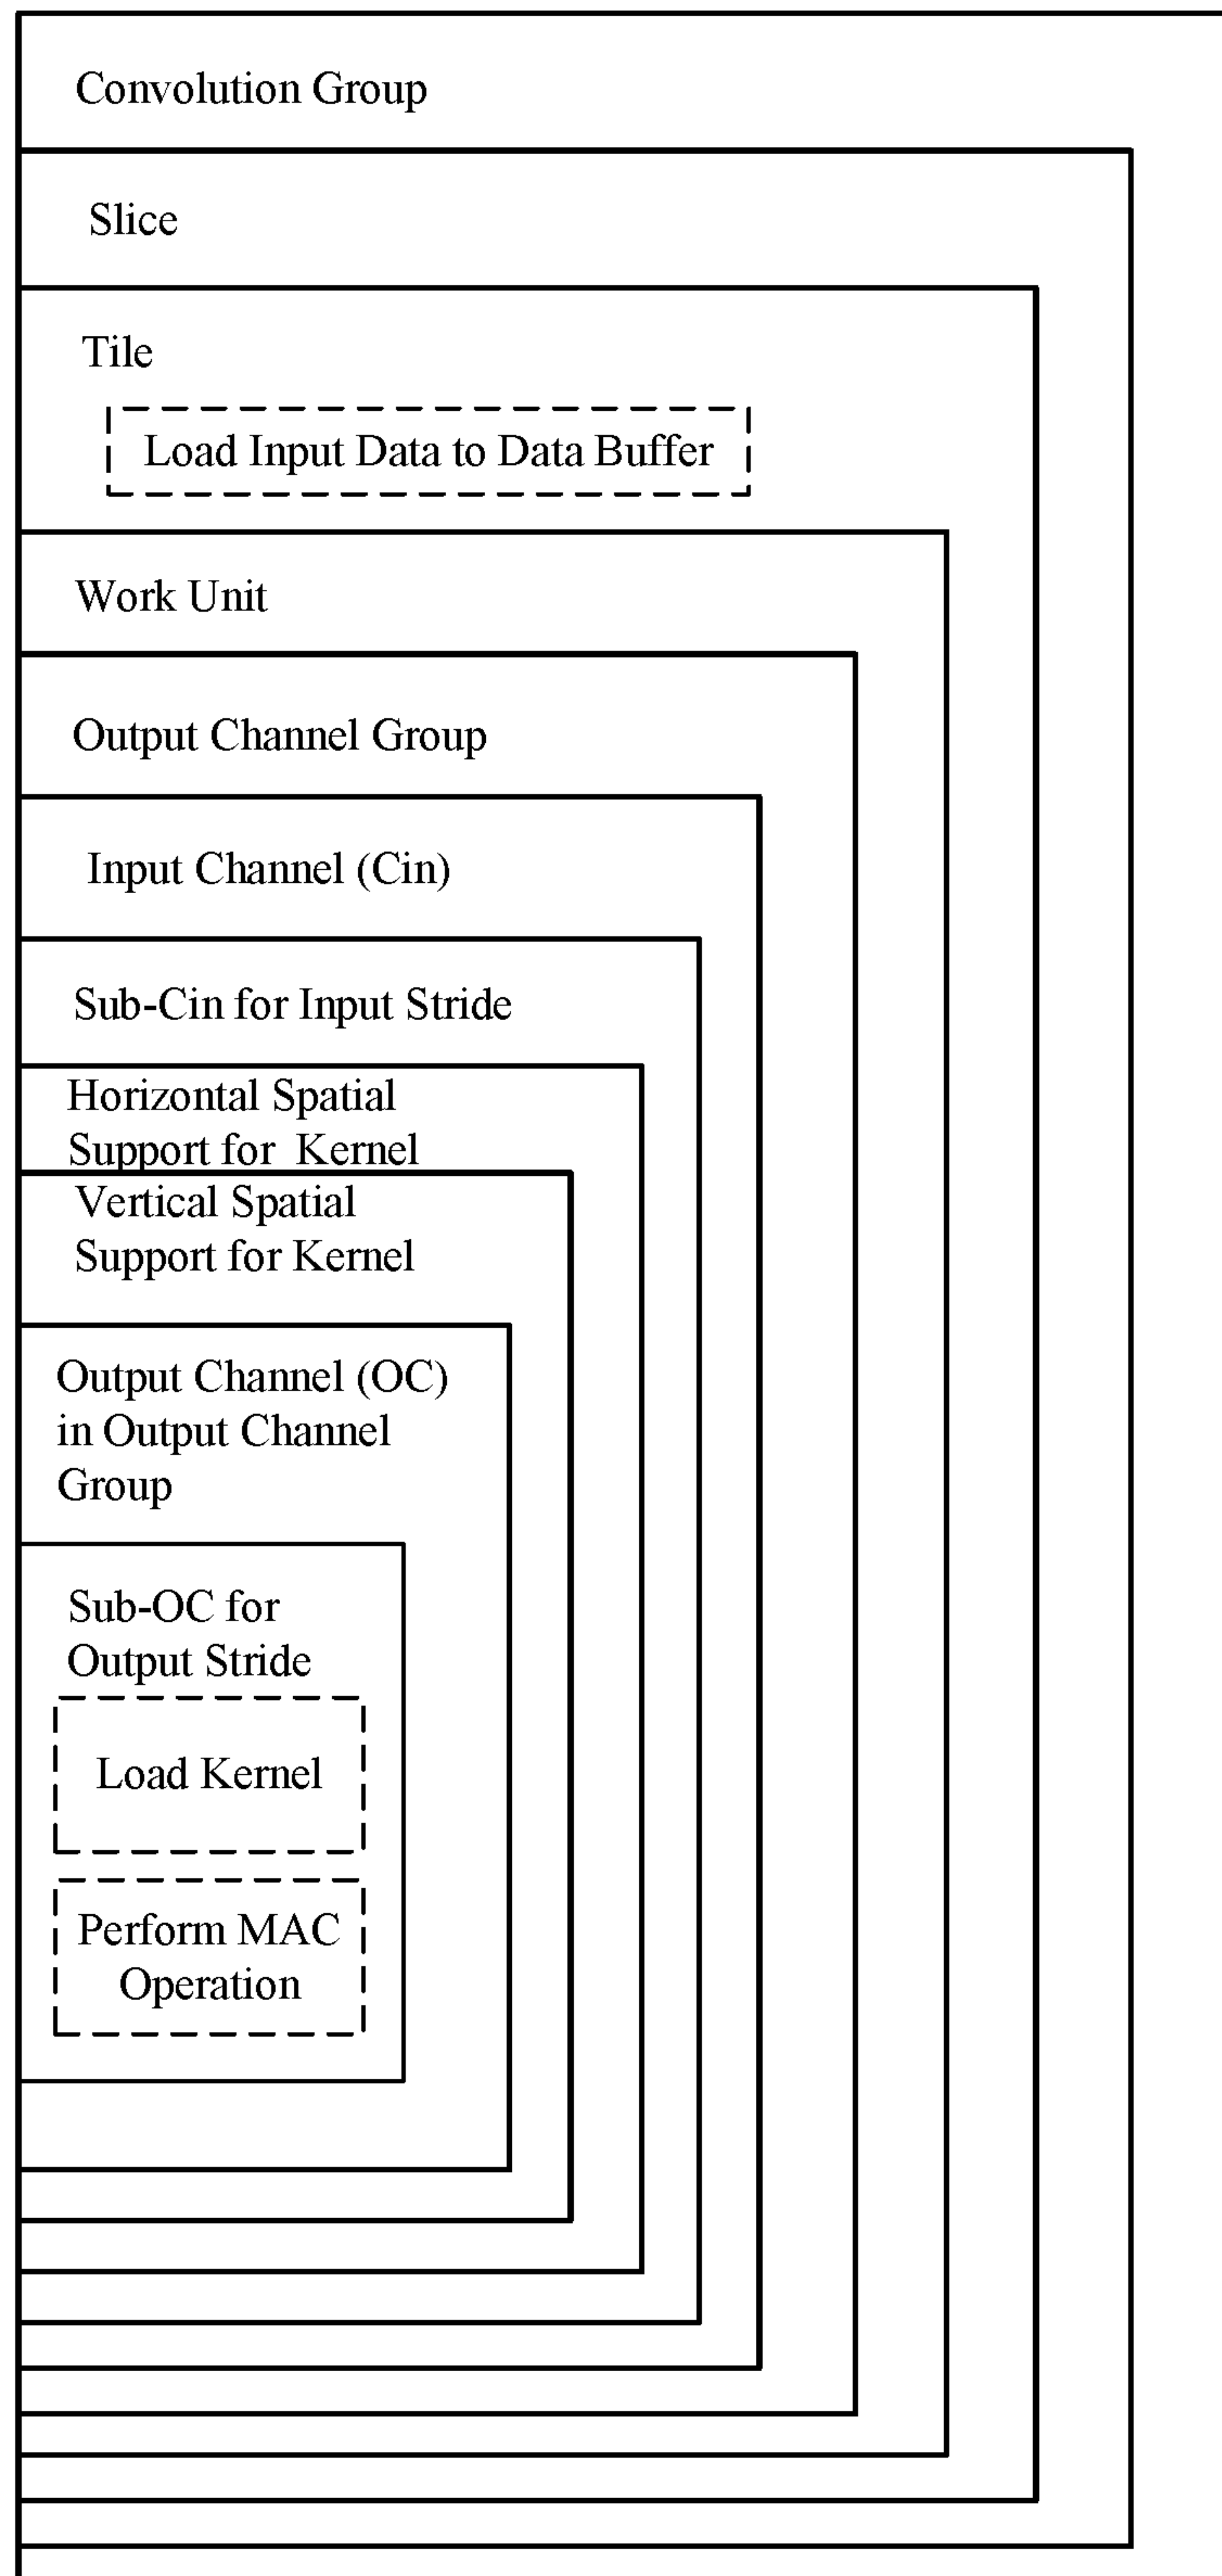 Convolution Group
Slice
Tile
Load Input Data to Data Buffer
Work Unit
Output Channel Group
Input Channel (Cin)
Sub-Cin for Input Stride
Horizontal Spatial
Support for Kernel
Vertical Spatial
Support for Kernel
Output Channel (OC)
in Output Channel
Group
Sub-OC for
Output Stride
Load Kernel
Perform MAC
Operation